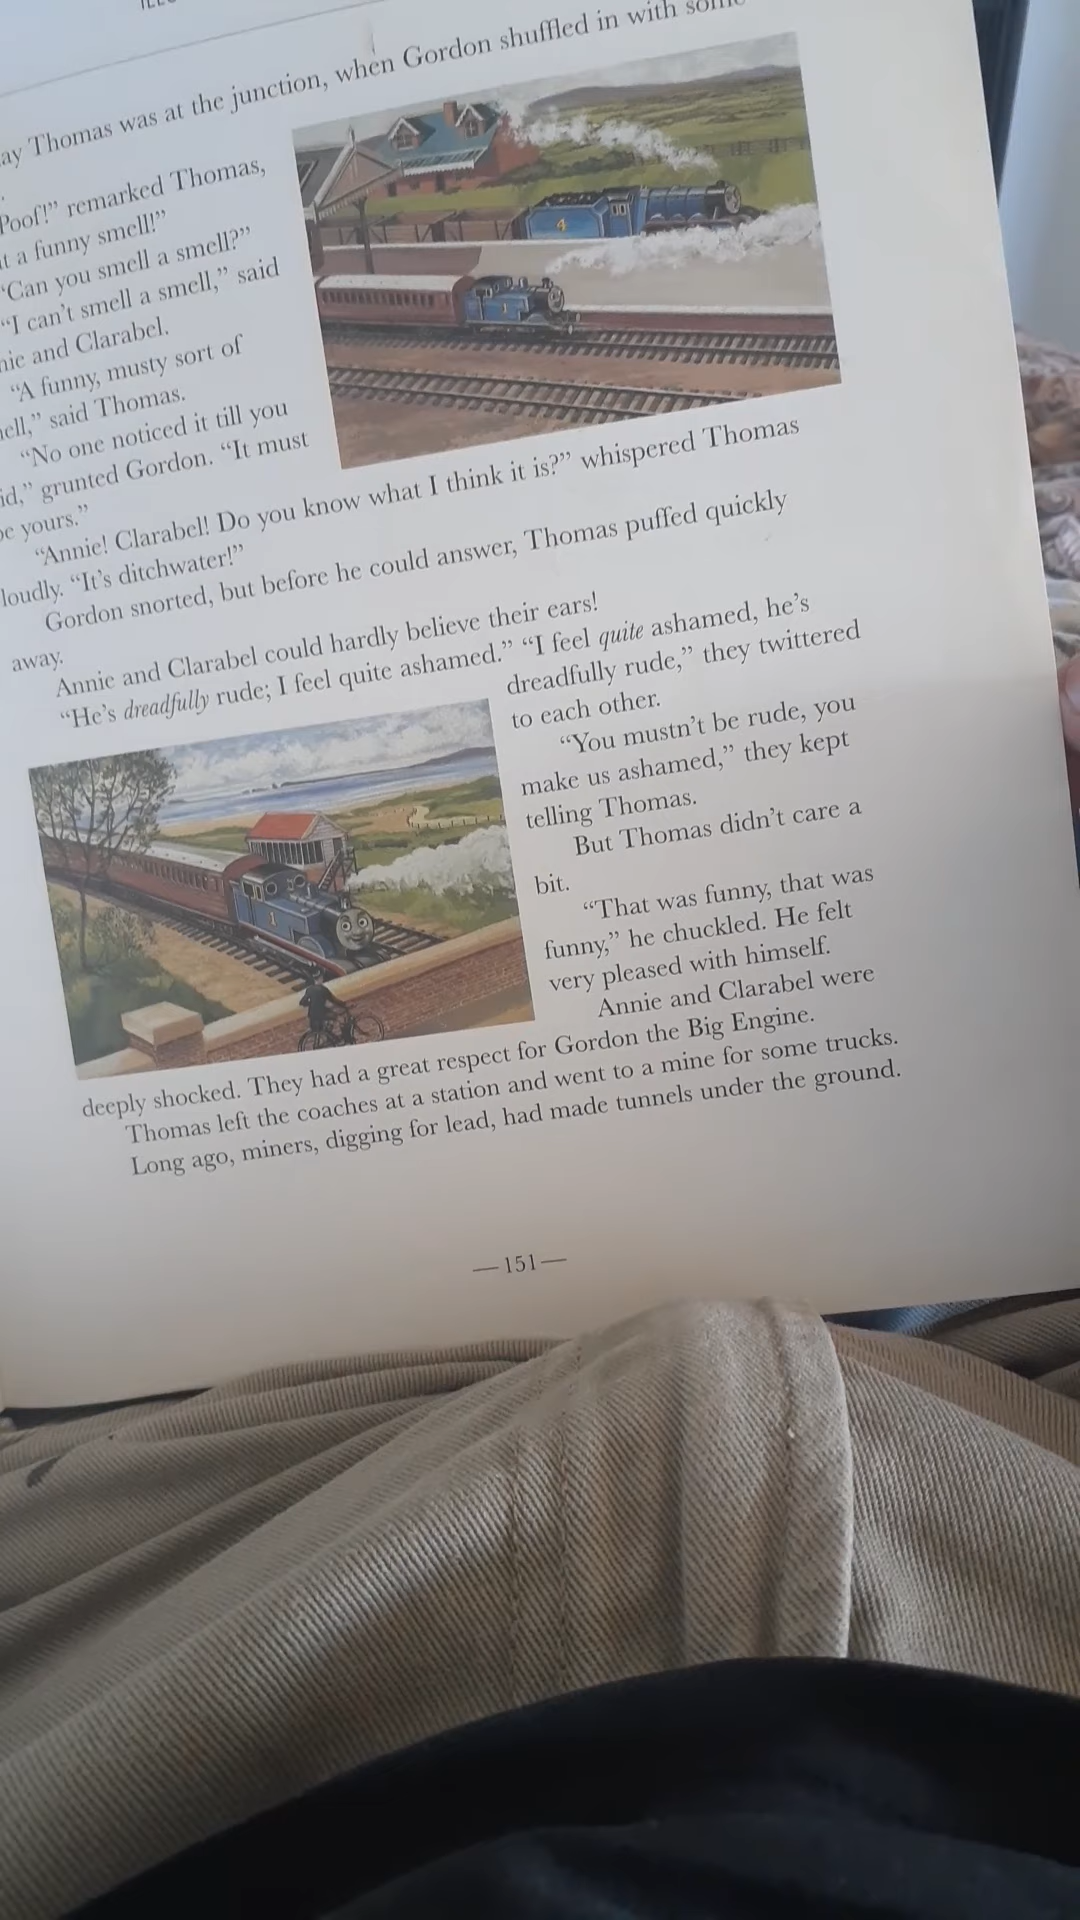 ay Thomas was at the junction, when Gordon shuffled in with some
.
Poof!” remarked Thomas,
t a funny smell!”
“Can you smell a smell?”
“I can’t smell a smell,” said
nie and Clarabel.
“A funny, musty sort of
ell,” said Thomas.
“No one noticed it till you
id,” grunted Gordon. “It must
be yours.”
“Annie! Clarabel! Do you know what I think it is?” whispered Thomas
loudly. “It’s ditchwater!”
Gordon snorted, but before he could answer, Thomas puffed quickly
away.
Annie and Clarabel could hardly believe their ears!
“He’s dreadfully rude; I feel quite ashamed.” “I feel quite ashamed, he’s
dreadfully rude,” they twittered
to each other.
“You mustn’t be rude, you
make us ashamed,” they kept
telling Thomas.
But Thomas didn’t care a
bit.
“That was funny, that was
funny,” he chuckled. He felt
very pleased with himself.
Annie and Clarabel were
deeply shocked. They had a great respect for Gordon the Big Engine.
Thomas left the coaches at a station and went to a mine for some trucks.
Long ago, miners, digging for lead, had made tunnels under the ground.
—151—
4
1
1